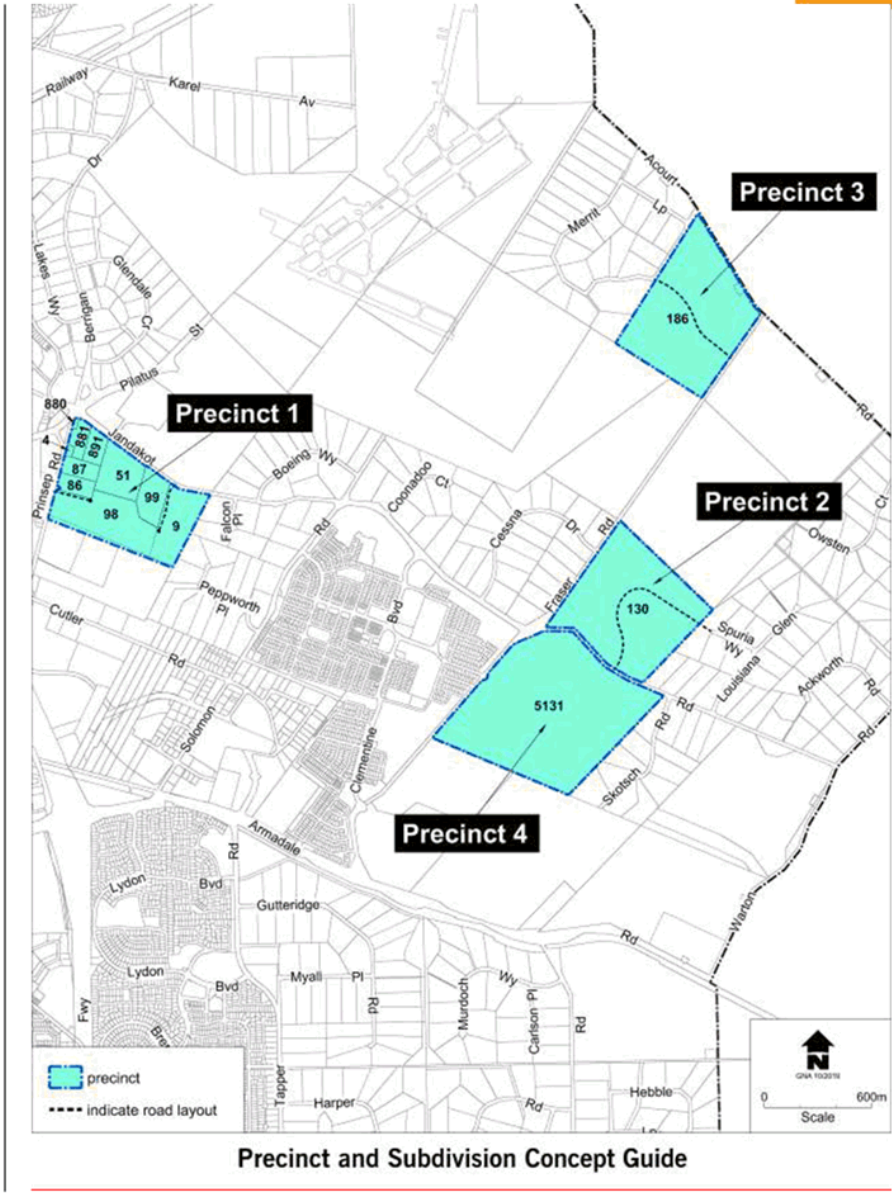 Railway
Karel
Av
Dr
Acourt
Precinct 3
Lp
Merrit
Lakes
Wy
Berrigan
Glendale
Cr
St
Pilatus
186
Rd
880
Precinct 1
4
881
891
Jandakot
Rd
87
51
86
99
Prinsep
98
9
Boeing
Wy
Falcon
Pl
Rd
Coonadoo
Ct
Cessna
Dr
Rd
Precinct 2
Owsten
Ct
Fraser
130
Peppworth
Pl
Bvd
Spuria
Wy
Glen
Louisiana
Ackworth
Rd
Cutler
Rd
5131
Rd
Rd
Rd
Solomon
Clementine
Skotsch
Precinct 4
Armadale
Lydon
Bvd
Rd
Gutteridge
Rd
Warton
Lydon
Bvd
Myall
Pl
Rd
Murdoch
Wy
Carlson Pl
Rd
Fwy
Tapper
Harper
Rd
Hebble
Lp
precinct
indicate road layout
N
GNA 10/2016
0
600m
Scale
Precinct and Subdivision Concept Guide